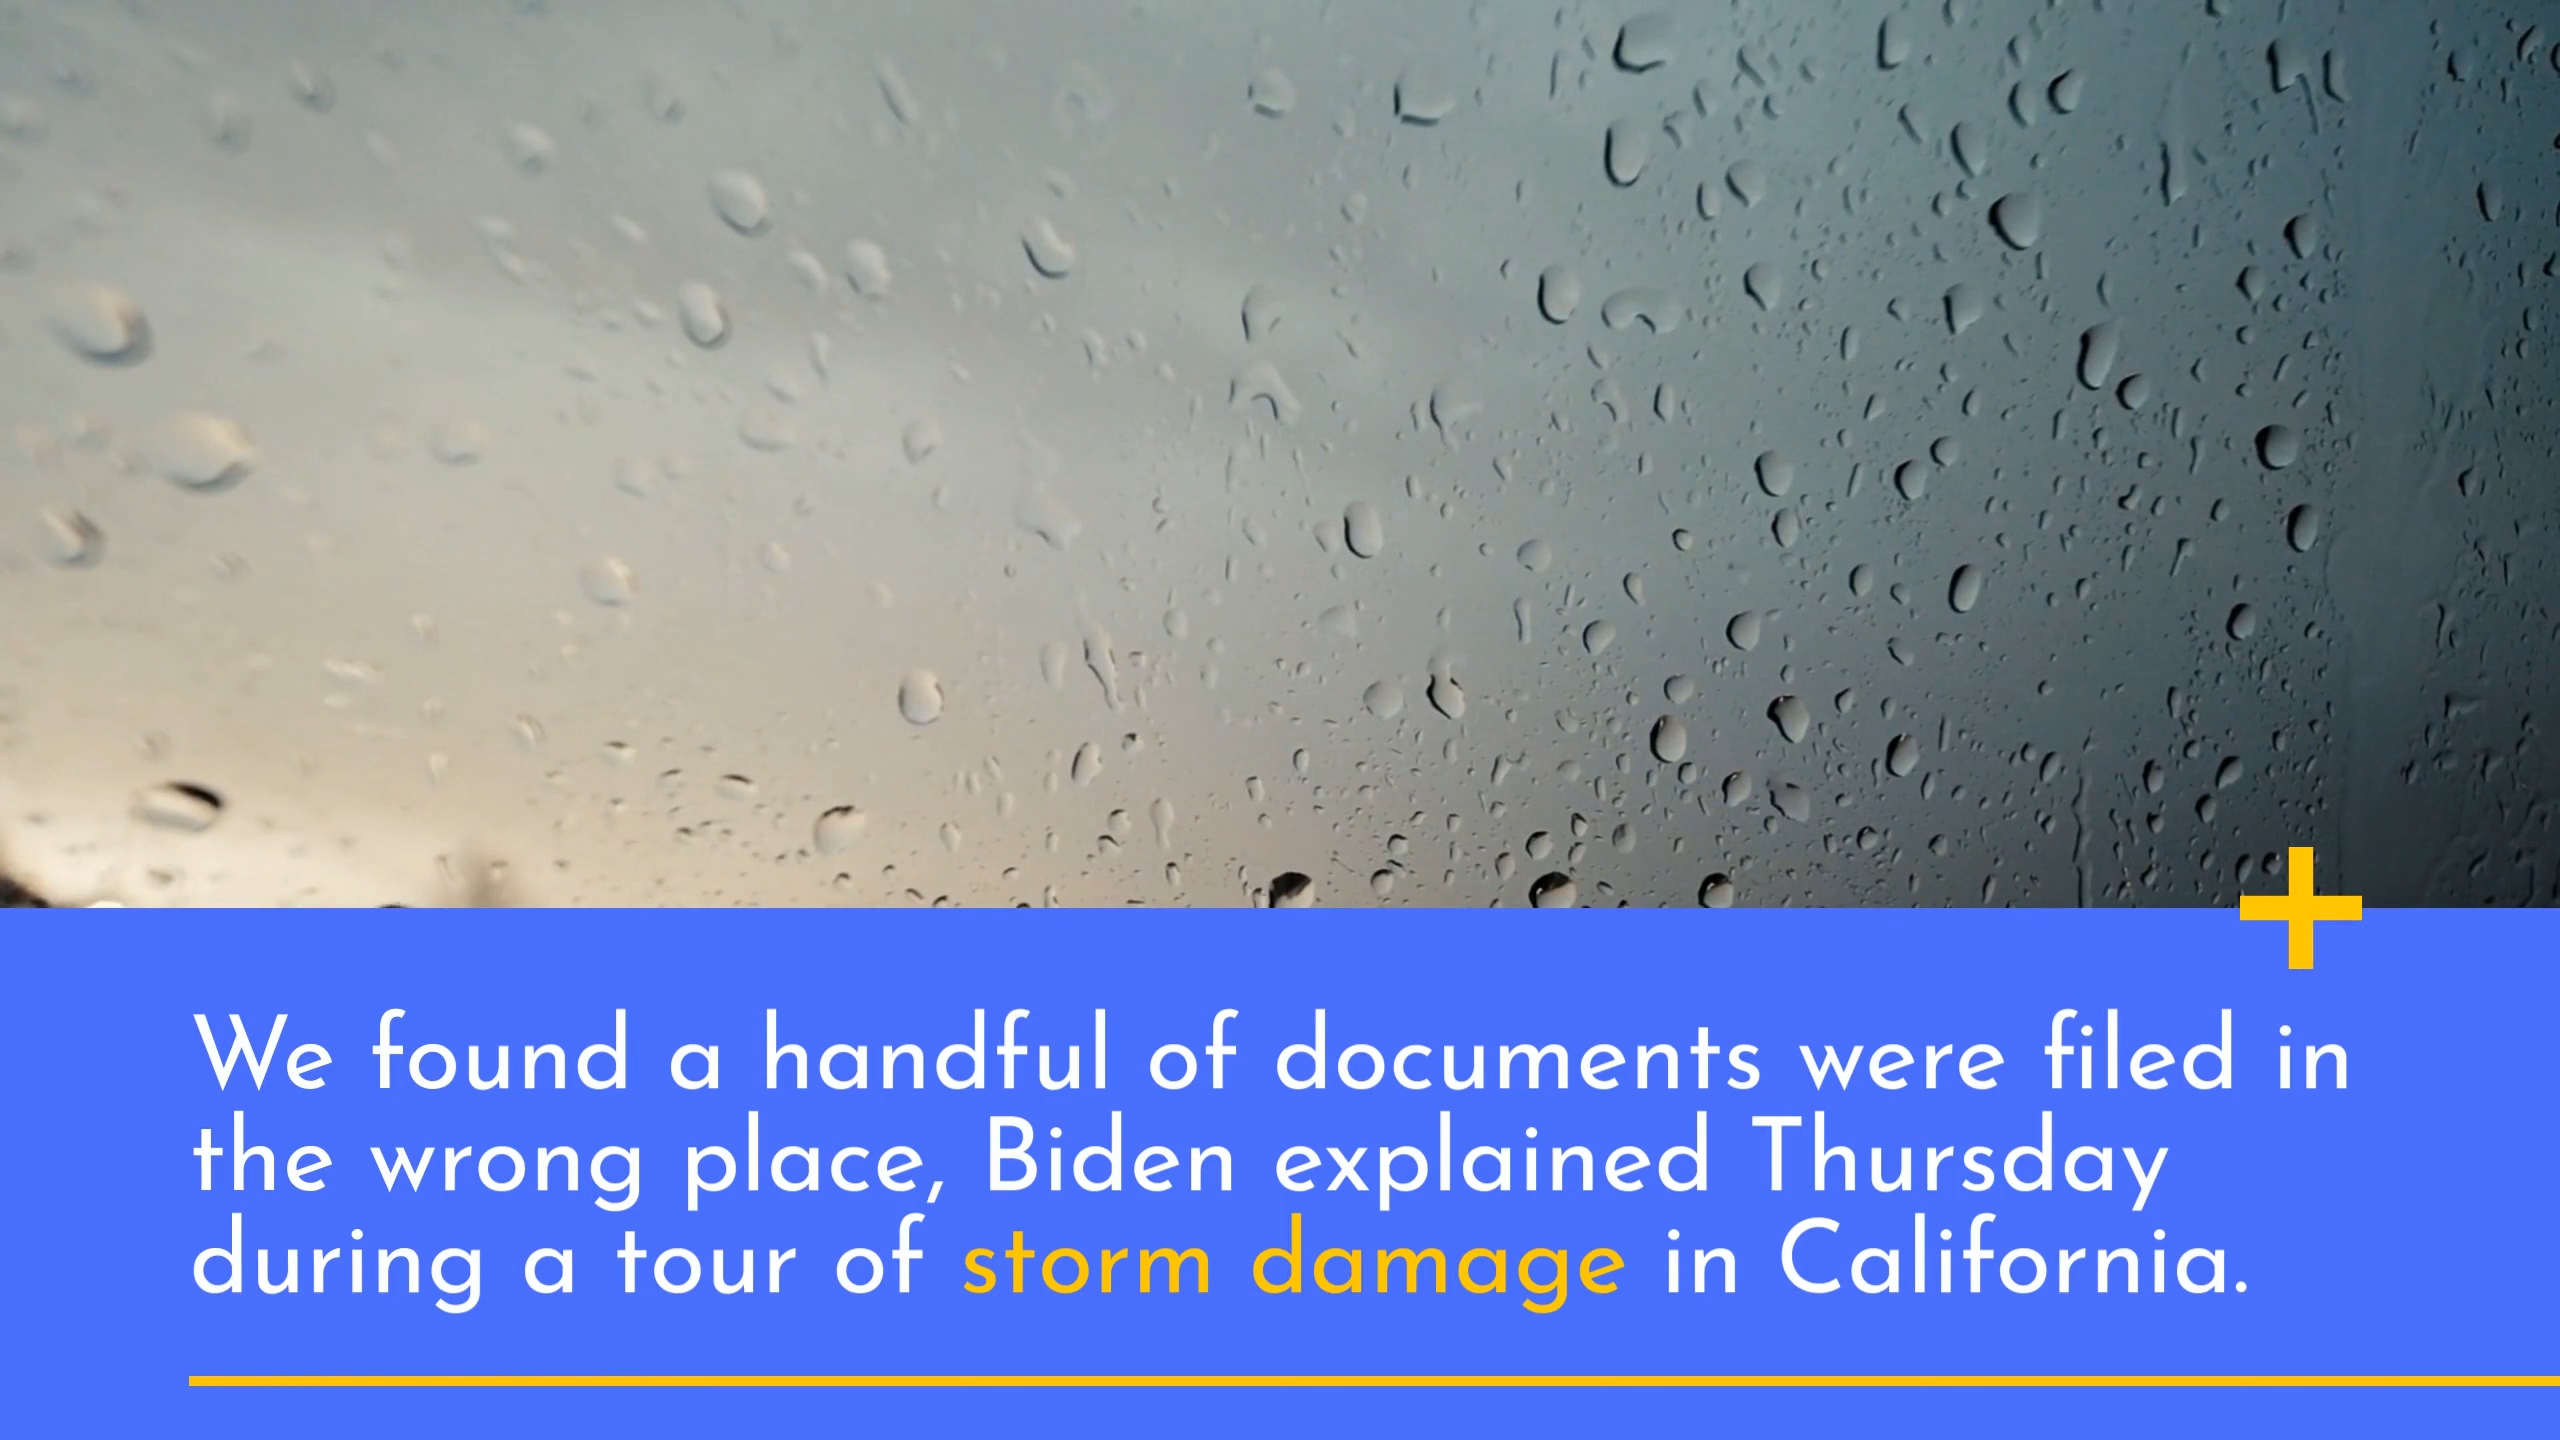 We found a handful of documents were filed in
the wrong place, Biden explained Thursday
during a tour of storm damage in California.